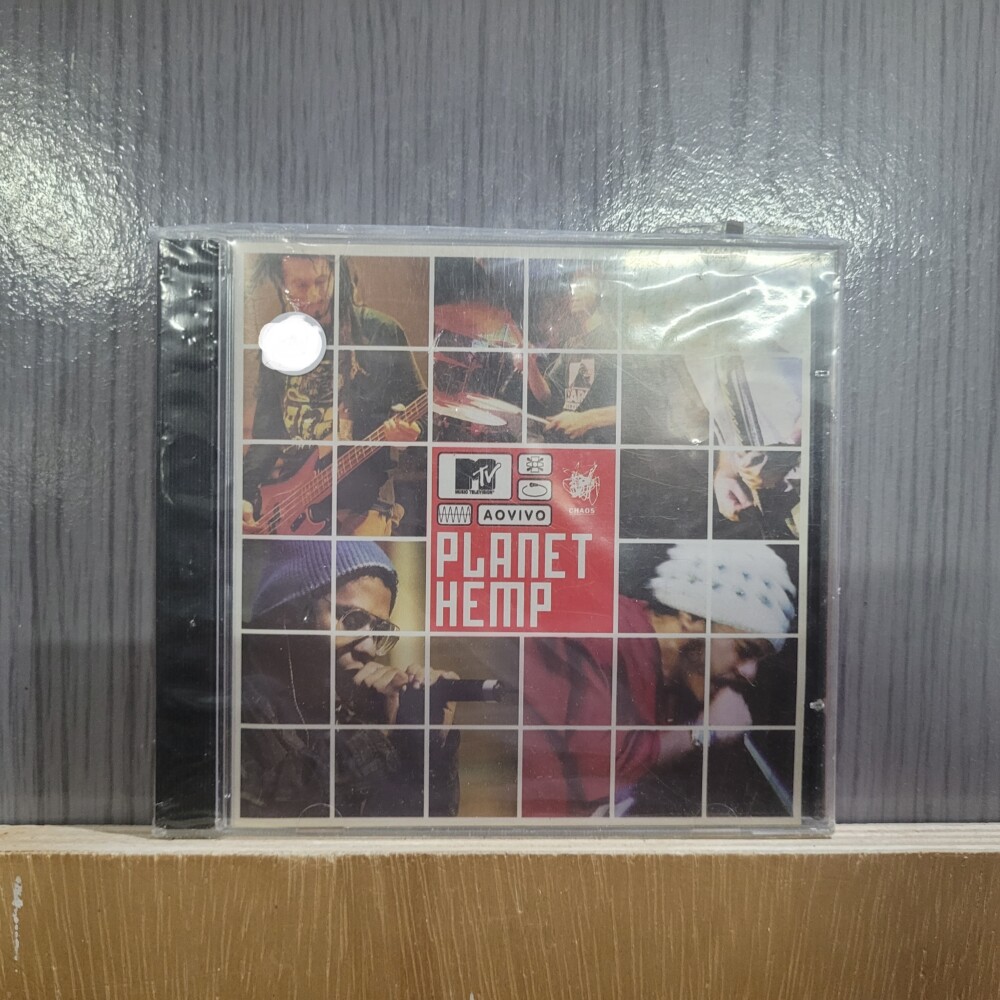 MTV
MUSIC TELEVISION®
CHAOS
AOVIVO
PLANET
HEMP